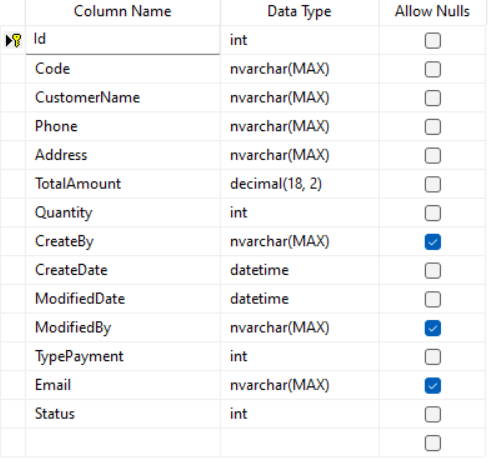 Column Name Data Type Allow Nulls
Id int
Code nvarchar(MAX)
CustomerName nvarchar(MAX)
Phone nvarchar(MAX)
Address nvarchar(MAX)
TotalAmount decimal(18, 2)
Quantity int
CreateBy nvarchar(MAX)
CreateDate datetime
ModifiedDate datetime
ModifiedBy nvarchar(MAX)
TypePayment int
Email nvarchar(MAX)
Status int